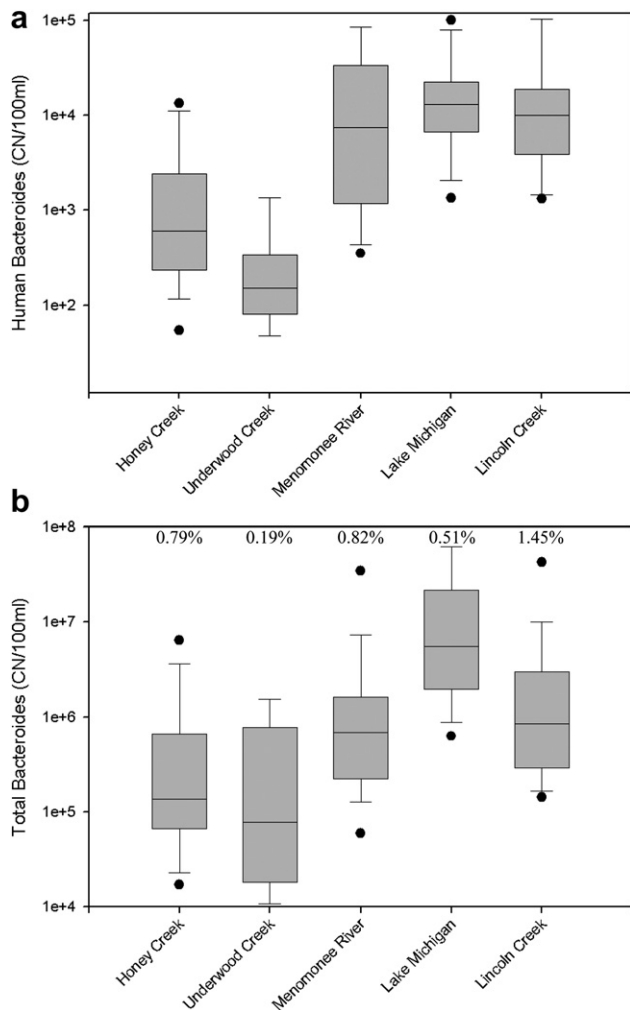 a
Human Bacteroides (CN/100ml)
1e+5
1e+4
1e+3
1e+2
Honey Creek
Underwood Creek
Menomonee River
Lake Michigan
Lincoln Creek
b
Total Bacteroides (CN/100ml)
1e+8
1e+7
1e+6
1e+5
1e+4
0.79% 0.19% 0.82% 0.51% 1.45%
Honey Creek
Underwood Creek
Menomonee River
Lake Michigan
Lincoln Creek